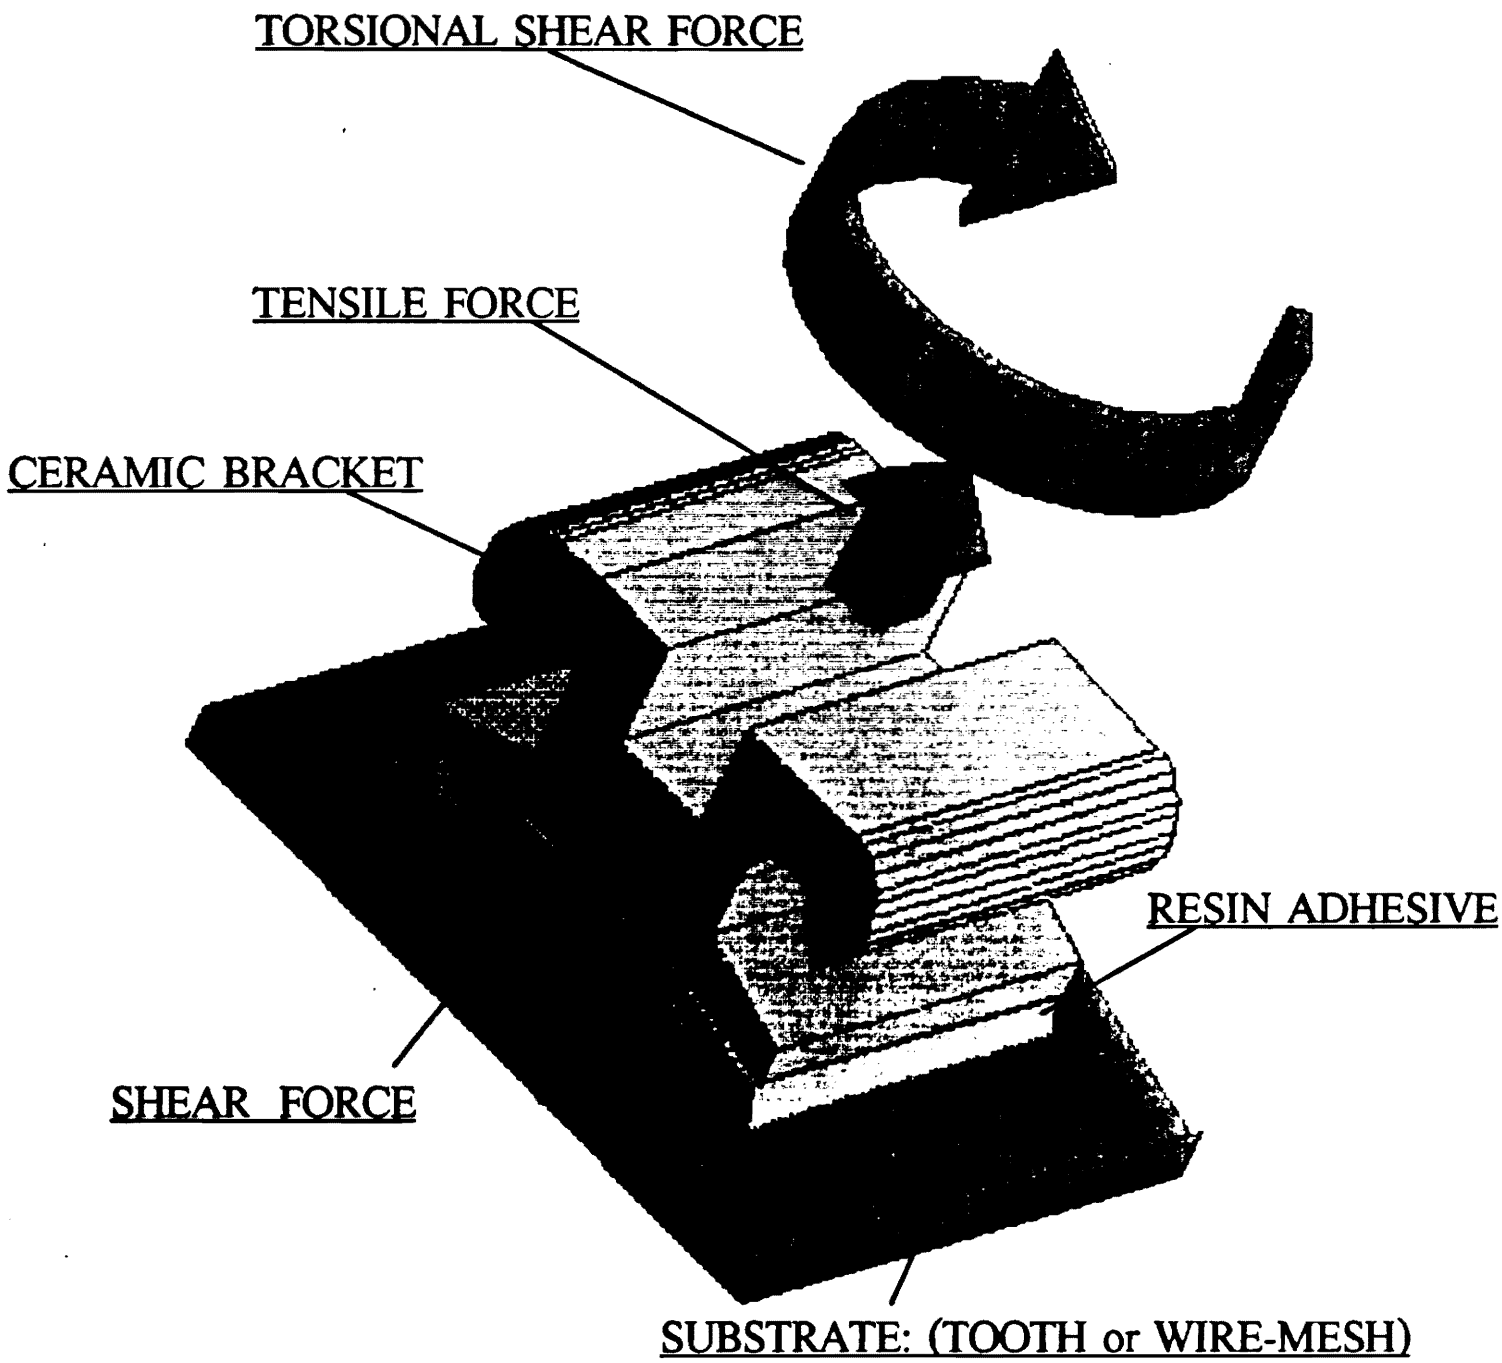 TORSIONAL SHEAR FORCE
TENSILE FORCE
CERAMIC BRACKET
RESIN ADHESIVE
SHEAR FORCE
SUBSTRATE: (TOOTH or WIRE-MESH)